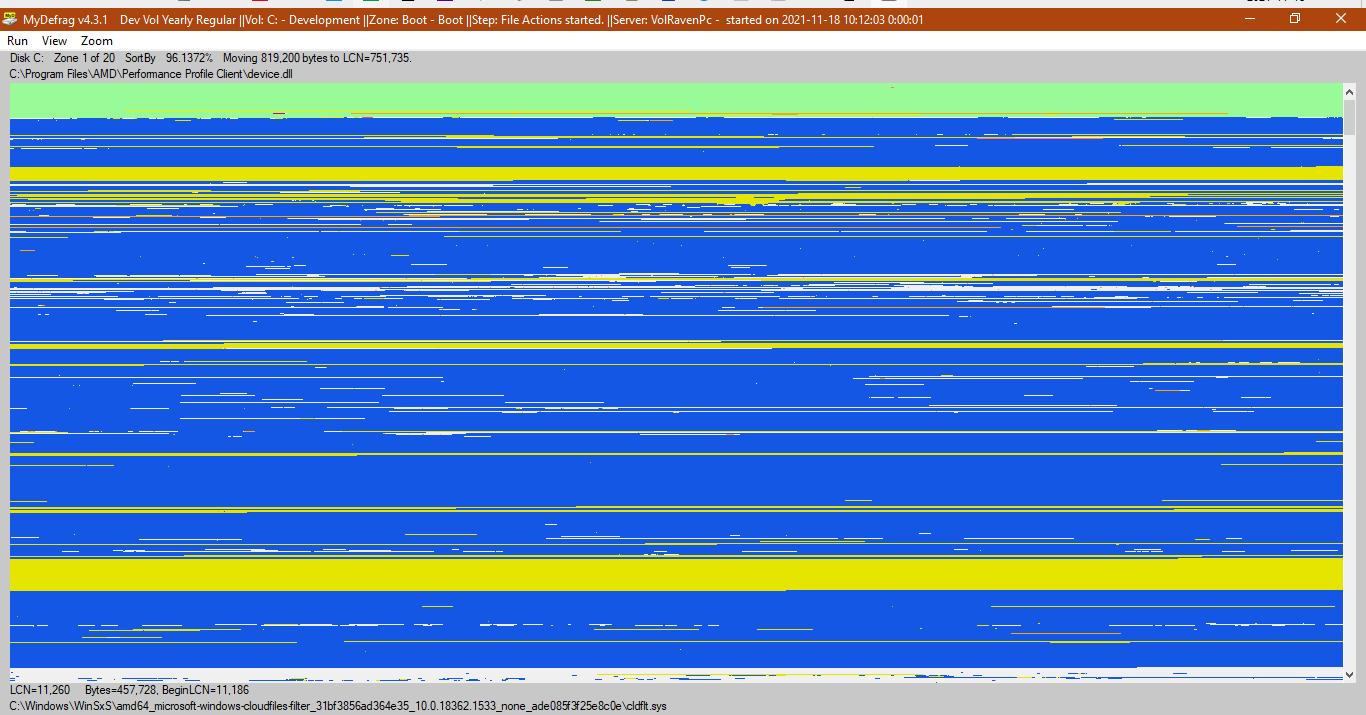 MyDefrag v4.3.1 Dev Vol Yearly Regular ||Vol: C: - Development ||Zone: Boot - Boot ||Step: File Actions started. ||Server: VolRavenPc - started on 2021-11-18 10:12:03 0:00:01
Run View Zoom
Disk C: Zone 1 of 20 SortBy 96.1372% Moving 819,200 bytes to LCN=751,735.
C:\Program Files\AMD\Performance Profile Client\device.dll
LCN=11,260 Bytes=457,728, BeginLCN=11,186
C:\Windows\WinSxS\amd64_microsoft-windows-cloudfiles-filter_31bf3856ad364e35_10.0.18362.1533_none_ade085f3f25e8c0e\cldflt.sys